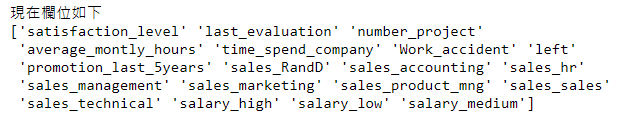 現在欄位如下
['satisfaction_level' 'last_evaluation' 'number_project'
 'average_montly_hours' 'time_spend_company' 'Work_accident' 'left'
 'promotion_last_5years' 'sales_RandD' 'sales_accounting' 'sales_hr'
 'sales_management' 'sales_marketing' 'sales_product_mng' 'sales_sales'
 'sales_technical' 'salary_high' 'salary_low' 'salary_medium']